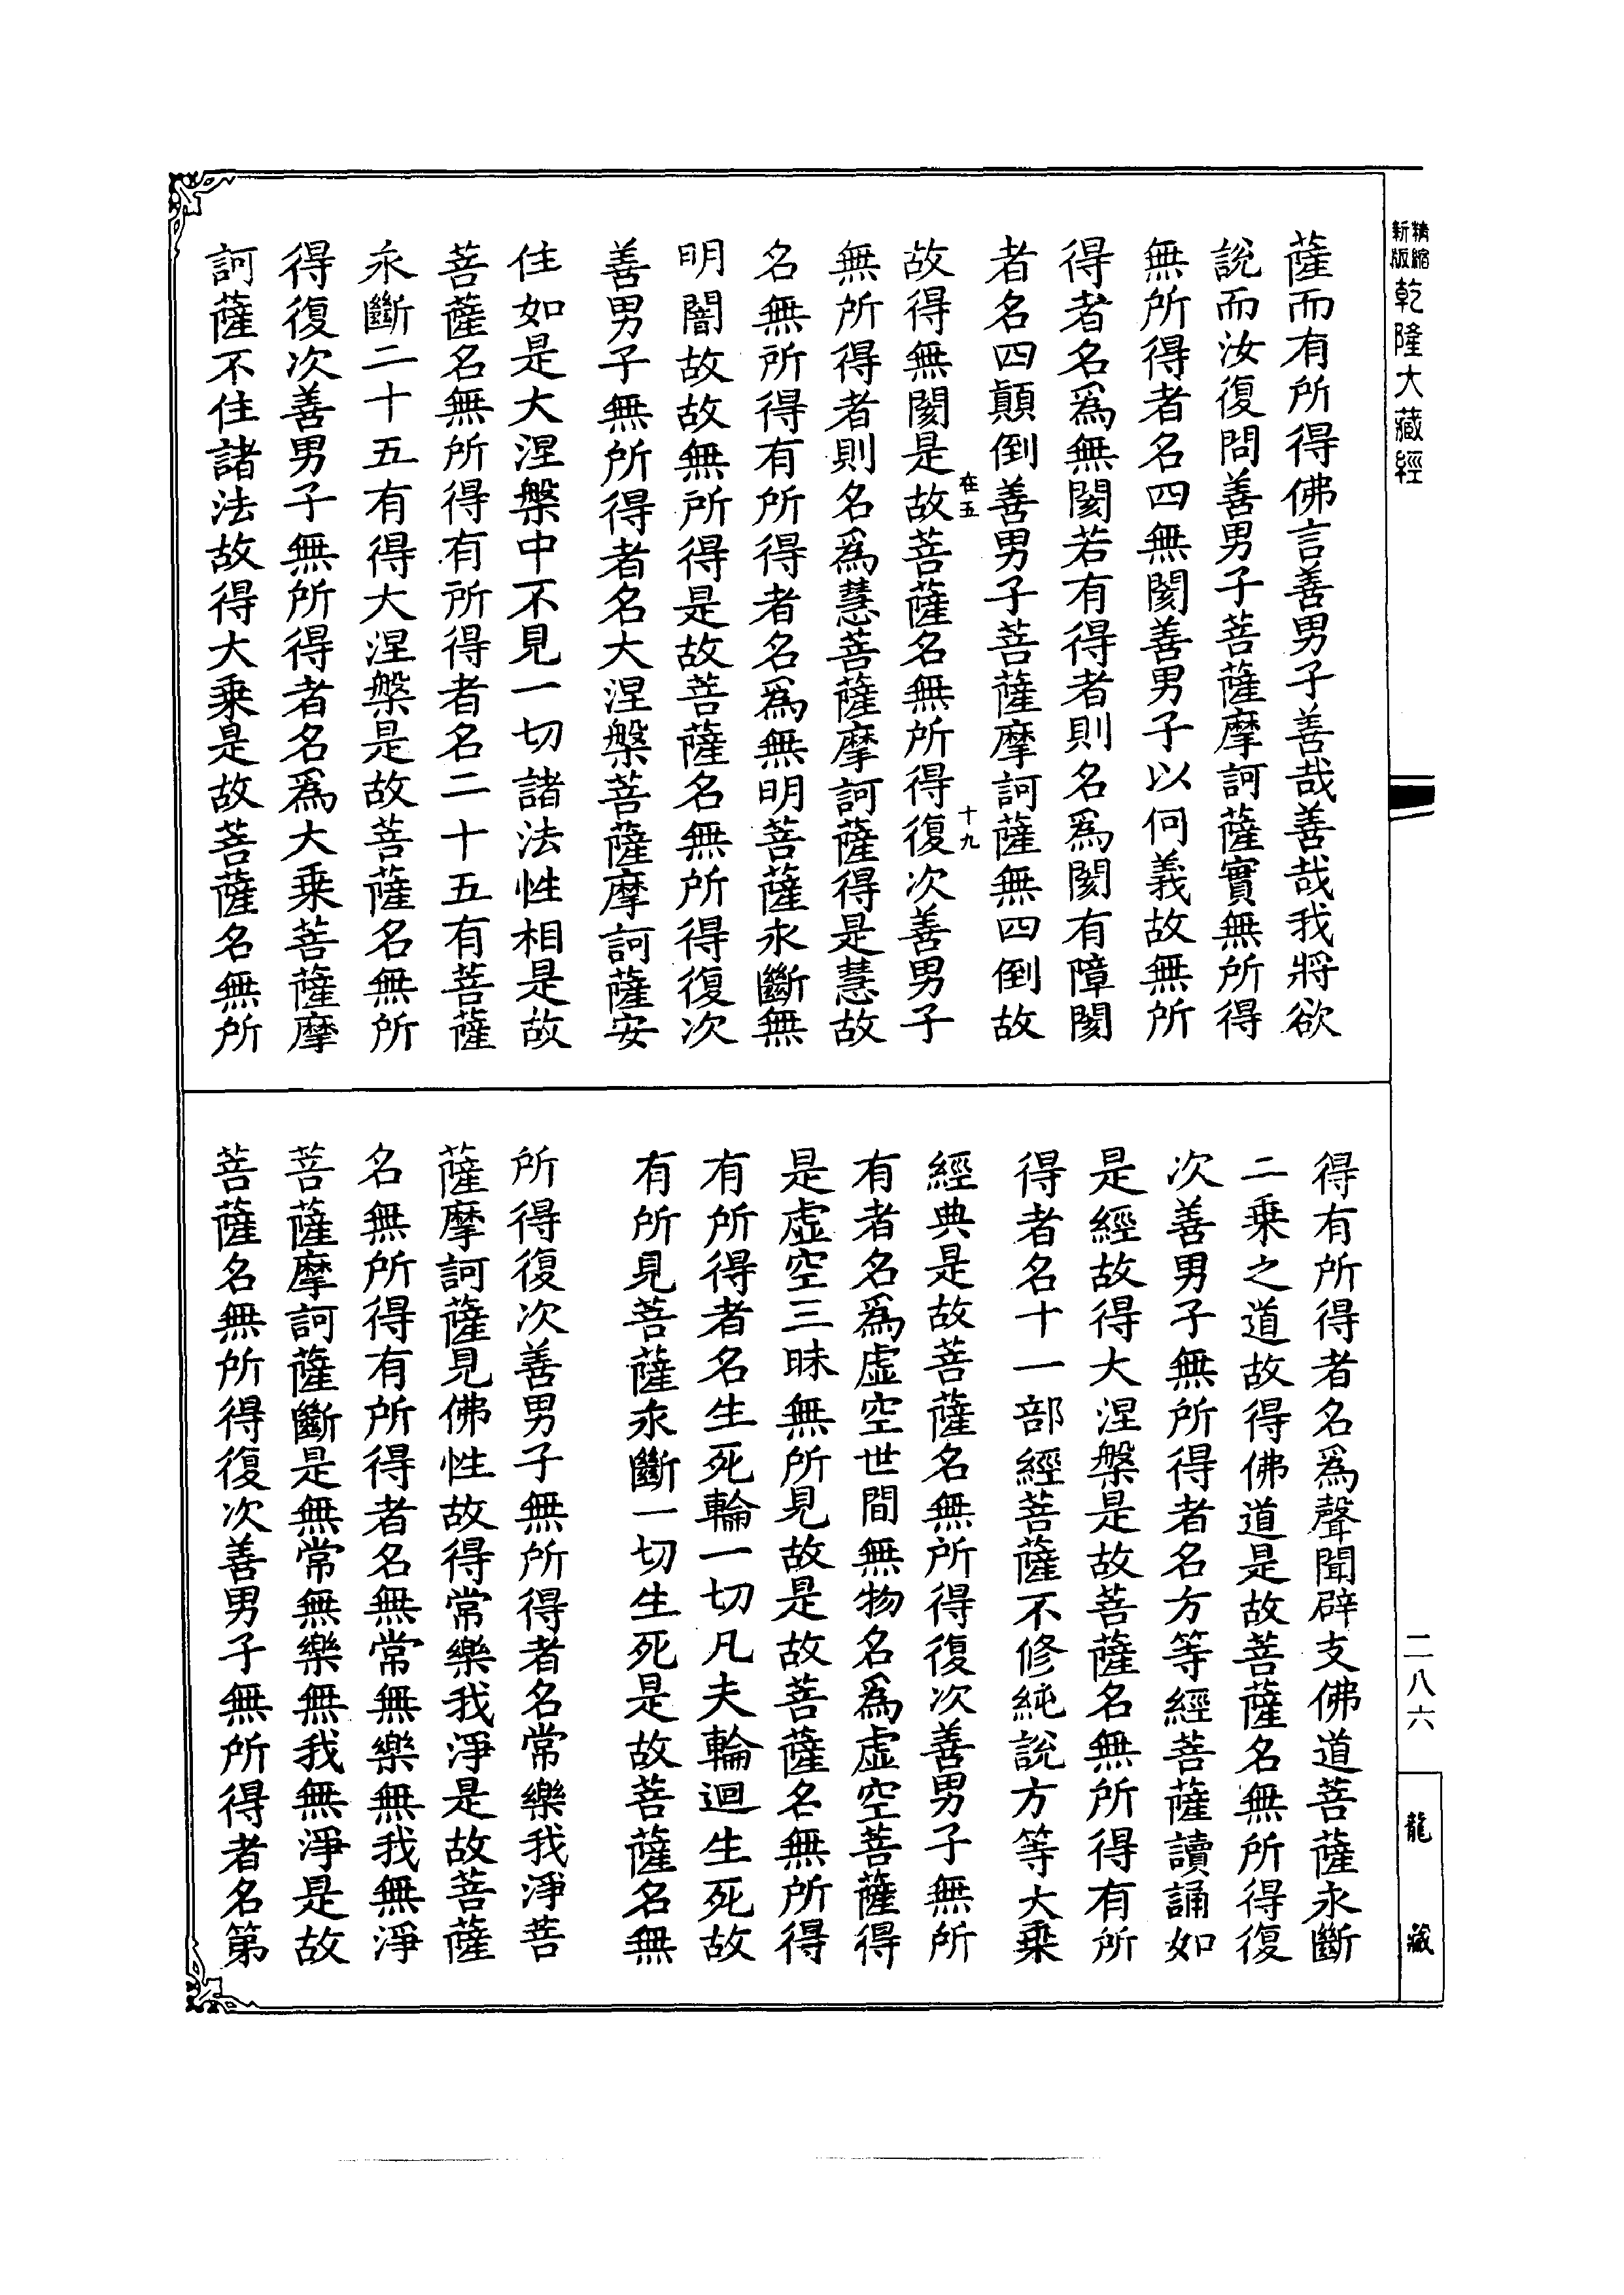 精縮新版乾隆大藏經
薩而有所得佛言善男子善哉善哉我將欲
說而汝復問善男子菩薩摩訶薩實無所得
無所得者名四無閡善男子以何義故無所
得者名爲無閡若有得者則名爲閡有障閡
者名四顛倒善男子菩薩摩訶薩無四倒故
在五
十九
故得無閡是故菩薩名無所得復次善男子
無所得者則名爲慧菩薩摩訶薩得是慧故
名無所得有所得者名爲無明菩薩永斷無
明闇故故無所得是故菩薩名無所得復次
善男子無所得者名大涅槃菩薩摩訶薩安
住如是大涅槃中不見一切諸法性相是故
菩薩名無所得有所得者名二十五有菩薩
永斷二十五有得大涅槃是故菩薩名無所
得復次善男子無所得者名爲大乘菩薩摩
訶薩不住諸法故得大乘是故菩薩名無所
得有所得者名爲聲聞辟支佛道菩薩永斷
二乘之道故得佛道是故菩薩名無所得復
次善男子無所得者名方等經菩薩讀誦如
是經故得大涅槃是故菩薩名無所得有所
得者名十一部經菩薩不修純說方等大乘
經典是故菩薩名無所得復次善男子無所
有者名爲虛空世間無物名爲虛空菩薩得
是虛空三昧無所見故是故菩薩名無所得
有所得者名生死輪一切凡夫輪迴生死故
有所見菩薩永斷一切生死是故菩薩名無
所得復次善男子無所得者名常樂我淨菩
薩摩訶薩見佛性故得常樂我淨是故菩薩
名無所得有所得者名無常無樂無我無淨
菩薩摩訶薩斷是無常無樂無我無淨是故
菩薩名無所得復次善男子無所得者名第
二八六
龍藏